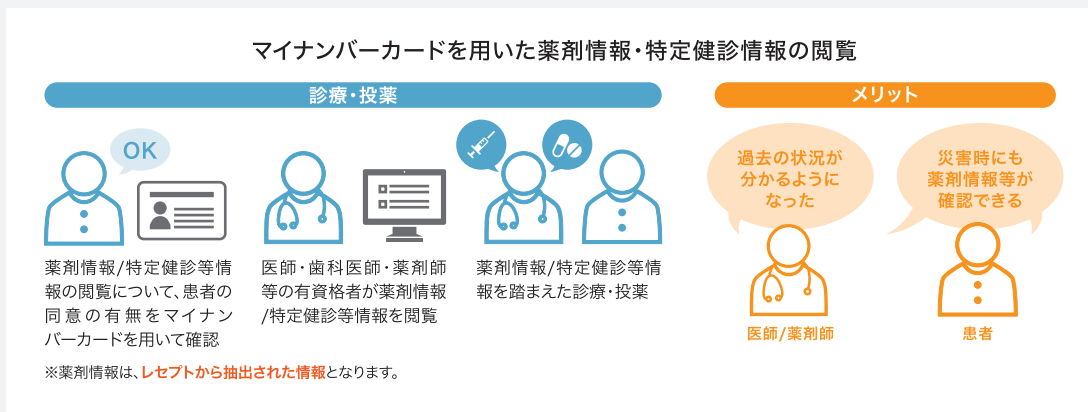 マイナンバーカードを用いた薬剤情報・特定健診情報の閲覧
診療・投薬
OK
薬剤情報/特定健診等情
報の閲覧について、患者の
同意の有無をマイナン
バーカードを用いて確認
医師・歯科医師・薬剤師
等の有資格者が薬剤情報
/特定健診等情報を閲覧
薬剤情報/特定健診等情
報を踏まえた診療・投薬
※薬剤情報は、レセプトから抽出された情報となります。
メリット
過去の状況が
分かるように
なった
医師/薬剤師
災害時にも
薬剤情報等が
確認できる
患者